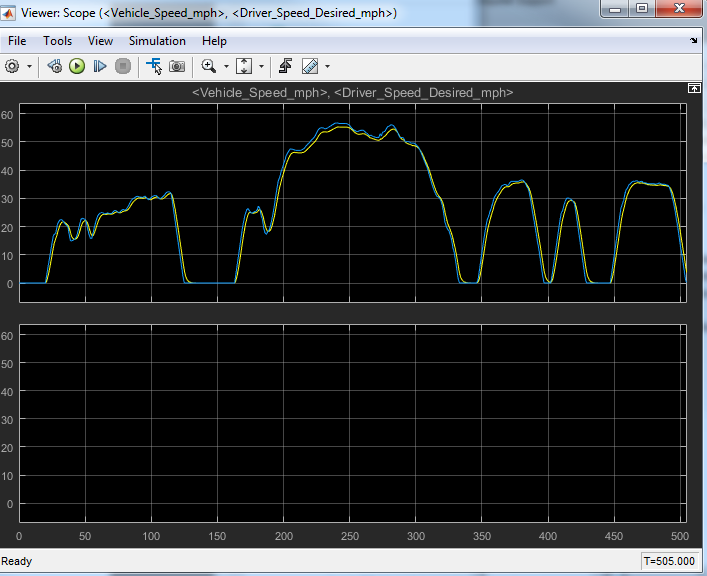 Viewer: Scope (<Vehicle_Speed_mph>, <Driver_Speed_Desired_mph>)
File Tools View Simulation Help
<Vehicle_Speed_mph>, <Driver_Speed_Desired_mph>
60
50
40
30
20
10
0
60
50
40
30
20
10
0
0 50 100 150 200 250 300 350 400 450 500
Ready T=505.000